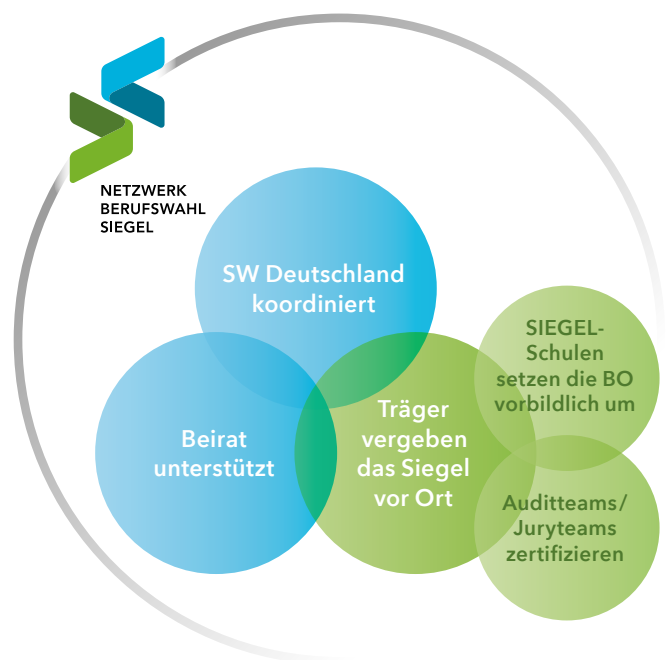 NETZWERK
BERUFSWAHL
SIEGEL
SW Deutschland
koordiniert
Beirat
unterstützt
Träger
vergeben
das Siegel
vor Ort
SIEGEL-
Schulen
setzen die BO
vorbildlich um
Auditteams/
Juryteams
zertifizieren